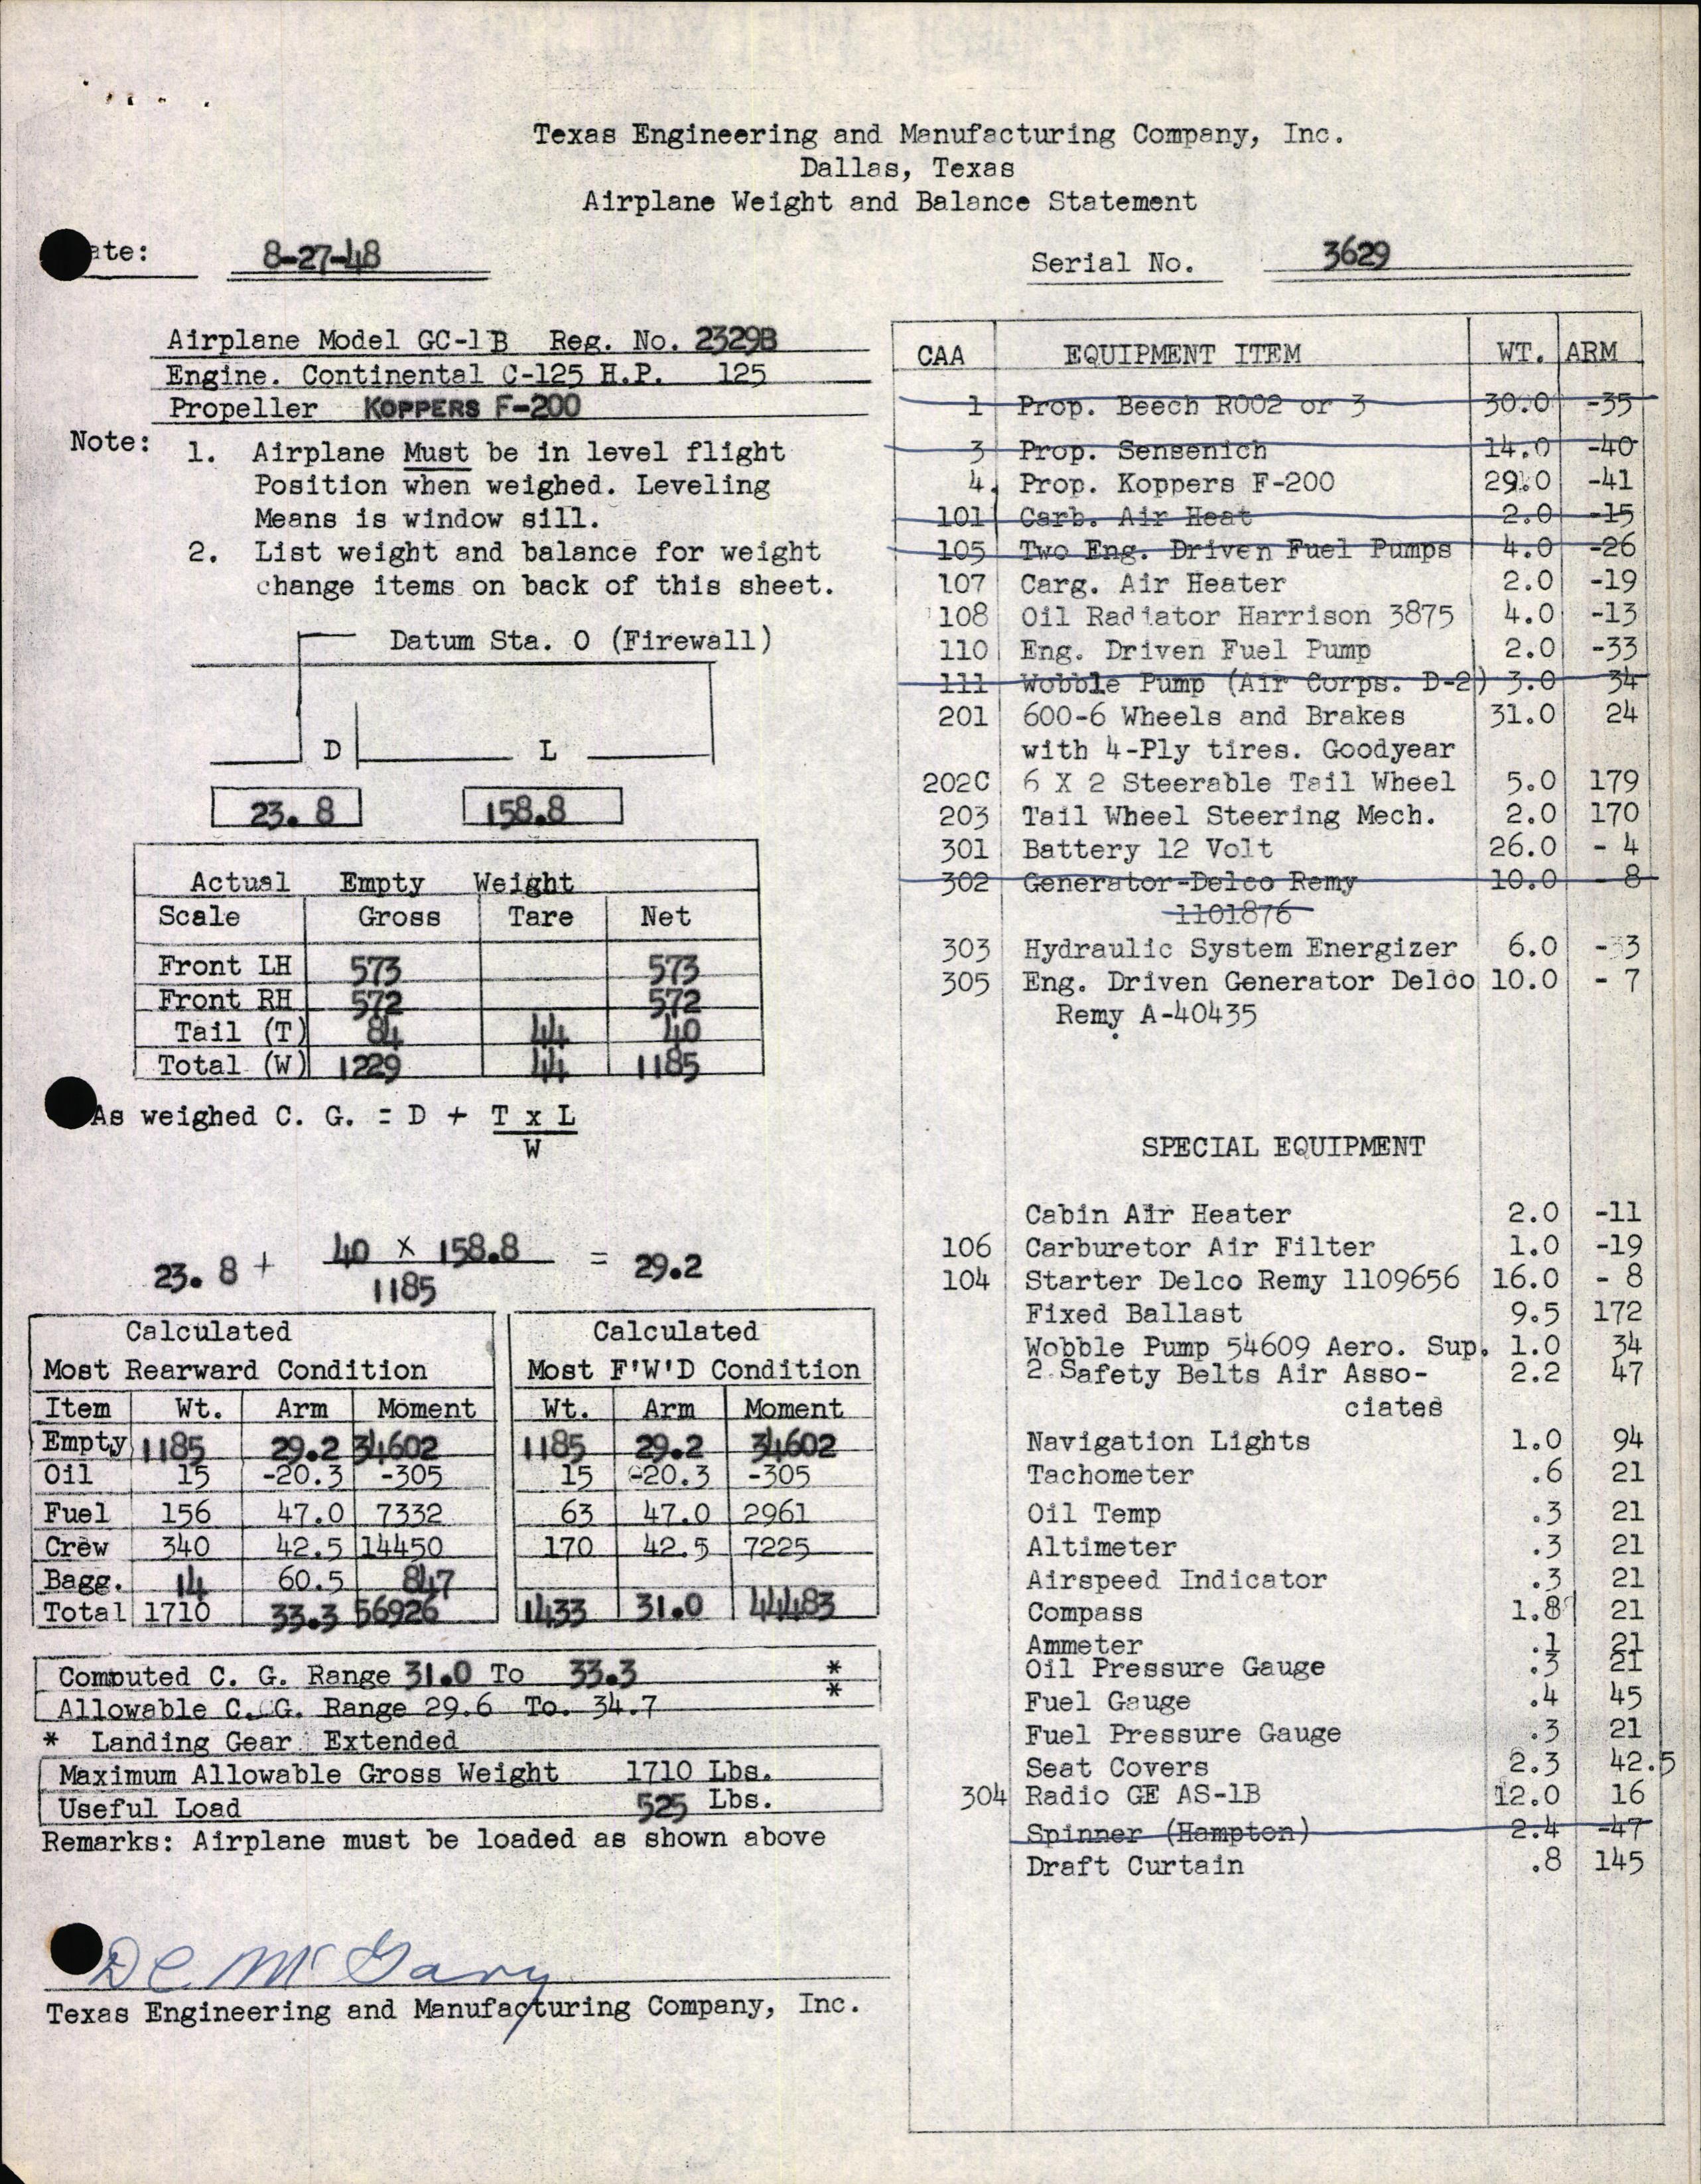 Texas Engineering and Manufacturing Company, Inc.
Dallas, Texas
Airplane Weight and Balance Statement
ate: 8-27-48
Serial No. 3629
Airplane Model GC-1B Reg. No. 2329B
Engine. Continental C-125 H.P. 125
Propeller KOPPERS F-200
Note: 1. Airplane Must be in level flight
Position when weighed. Leveling
Means is window sill.
2. List weight and balance for weight
change items on back of this sheet.
Datum Sta. 0 (Firewall)
D L
23.8 158.8
Actual Empty Weight
Scale Gross Tare Net
Front LH 573 573
Front RH 572 572
Tail (T) 84 44 40
Total (W) 1229 44 1185
As weighed C. G. = D + T x L
W
23.8 + 40 x 158.8 = 29.2
1185
Calculated
Most Rearward Condition
Item Wt. Arm Moment
Empty 1185 29.2 34602
Oil 15 -20.3 -305
Fuel 156 47.0 7332
Crew 340 42.5 14450
Bagg. 14 60.5 847
Total 1710 33.3 56926
Calculated
Most F'W'D Condition
Wt. Arm Moment
1185 29.2 34602
15 -20.3 -305
63 47.0 2961
170 42.5 7225
1433 31.0 44483
Computed C. G. Range 31.0 To 33.3 *
Allowable C. G. Range 29.6 To. 34.7 *
* Landing Gear Extended
Maximum Allowable Gross Weight 1710 Lbs.
Useful Load 525 Lbs.
Remarks: Airplane must be loaded as shown above
DC McGary
Texas Engineering and Manufacturing Company, Inc.
CAA EQUIPMENT ITEM WT. ARM
1 Prop. Beech R002 or 3 30.0 -35
3 Prop. Sensenich 14.0 -40
4. Prop. Koppers F-200 29.0 -41
101 Carb. Air Heat 2.0 -15
105 Two Eng. Driven Fuel Pumps 4.0 -26
107 Carg. Air Heater 2.0 -19
108 Oil Radiator Harrison 3875 4.0 -13
110 Eng. Driven Fuel Pump 2.0 -33
111 Wobble Pump (Air Corps. D-2) 3.0 34
201 600-6 Wheels and Brakes 31.0 24
with 4-Ply tires. Goodyear
202C 6 X 2 Steerable Tail Wheel 5.0 179
203 Tail Wheel Steering Mech. 2.0 170
301 Battery 12 Volt 26.0 - 4
302 Generator-Delco Remy 10.0 - 8
1101876
303 Hydraulic System Energizer 6.0 -33
305 Eng. Driven Generator Delco 10.0 - 7
Remy A-40435
SPECIAL EQUIPMENT
Cabin Air Heater 2.0 -11
106 Carburetor Air Filter 1.0 -19
104 Starter Delco Remy 1109656 16.0 - 8
Fixed Ballast 9.5 172
Wobble Pump 54609 Aero. Sup. 1.0 34
2 Safety Belts Air Asso- 2.2 47
ciates
Navigation Lights 1.0 94
Tachometer .6 21
Oil Temp .3 21
Altimeter .3 21
Airspeed Indicator .3 21
Compass 1.8 21
Ammeter .1 21
Oil Pressure Gauge .3 21
Fuel Gauge .4 45
Fuel Pressure Gauge .3 21
Seat Covers 2.3 42.5
304 Radio GE AS-1B 12.0 16
Spinner (Hampton) 2.4 -47
Draft Curtain .8 145